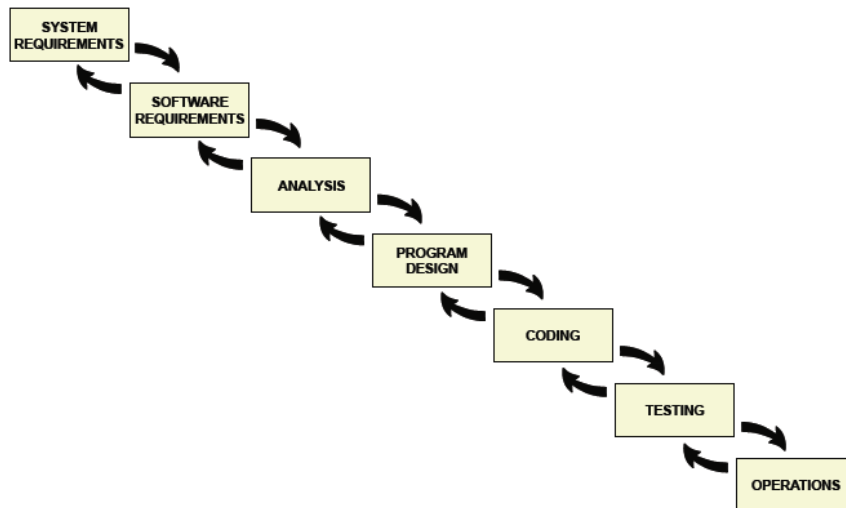 SYSTEM
REQUIREMENTS
SOFTWARE
REQUIREMENTS
ANALYSIS
PROGRAM
DESIGN
CODING
TESTING
OPERATIONS